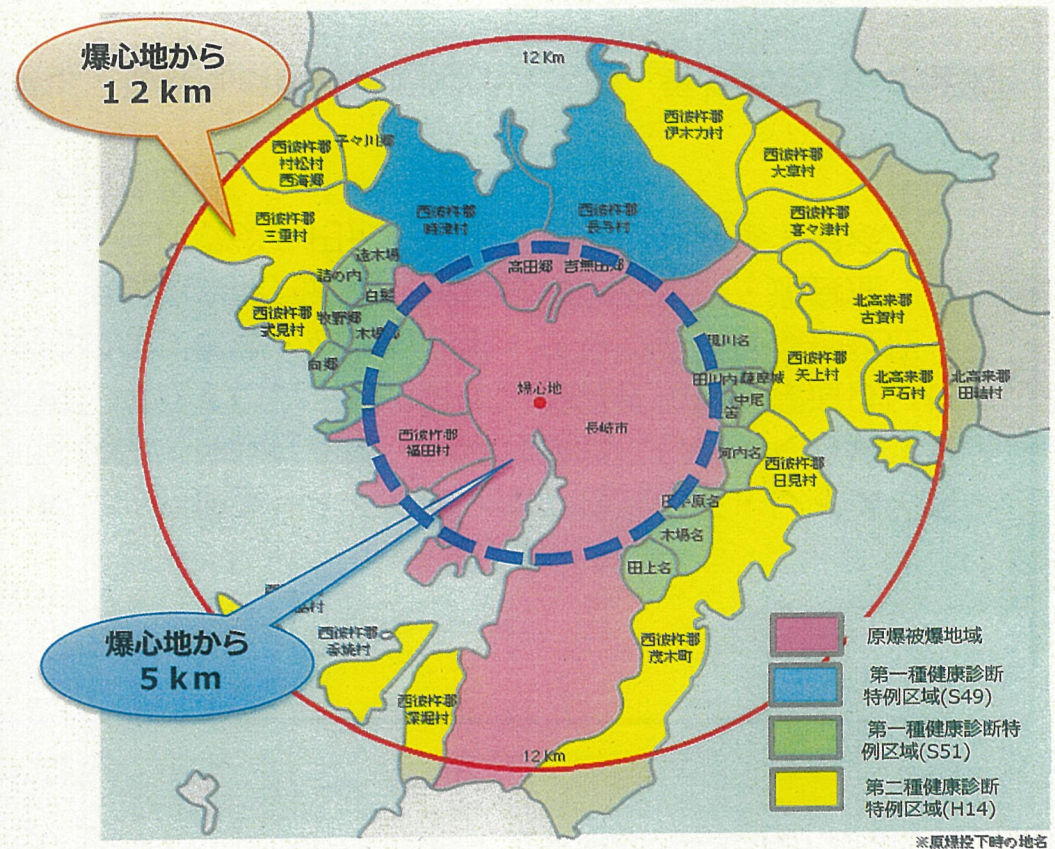 爆心地から
12km
12 Km
西彼杵郡
伊木力村
子々川郷
西彼杵郡
村松村
西海郷
西彼杵郡
大草村
西彼杵郡
時津村
西彼杵郡
長与村
西彼杵郡
喜々津村
西彼杵郡
三重村
遠木場
高田郷
吉無田郷
詰の内
白髪
北高来郡
古賀村
西彼杵郡
式見村
牧野郷
木場郷
現川名
向郷
西彼杵郡
矢上村
田川内
薩摩城
北高来郡
戸石村
北高来郡
田結村
爆心地
中尾
笛
長崎市
西彼杵郡
福田村
河内名
西彼杵郡
日見村
田手原名
木場名
田上名
爆心地から
5km
西彼杵郡
香焼村
西彼杵郡
茂木町
西彼杵郡
深堀村
12 Km
原爆被爆地域
第一種健康診断
特例区域(S49)
第一種健康診断特
例区域(S51)
第二種健康診断
特例区域(H14)
※原爆投下時の地名